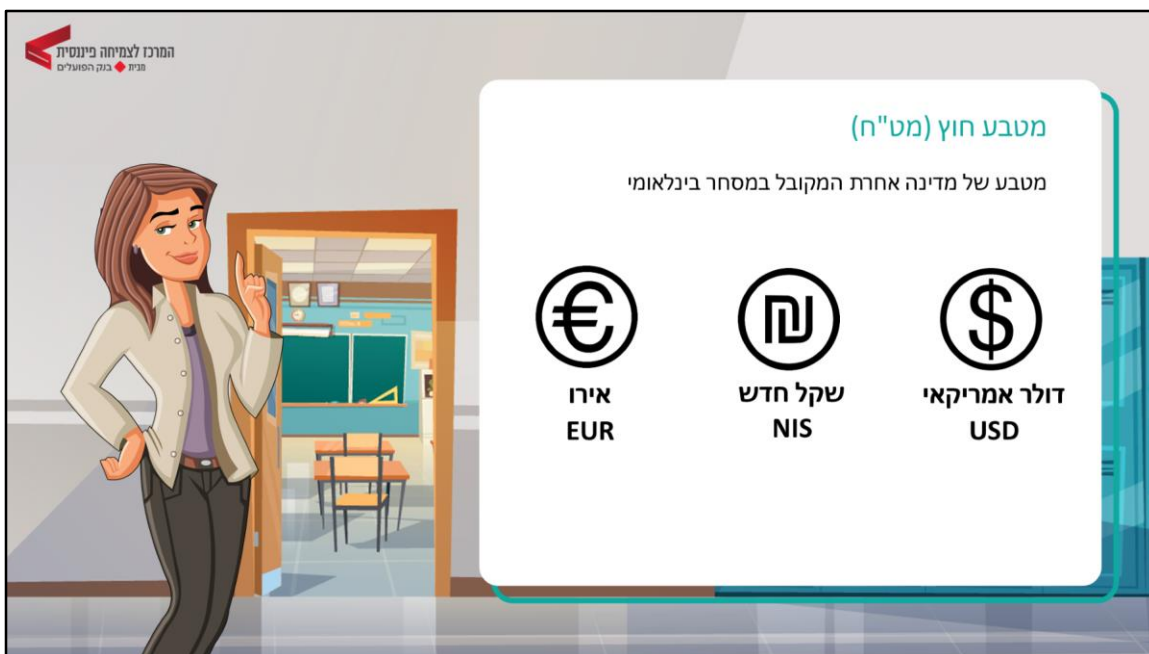 המרכז לצמיחה פיננסית
מבית בנק הפועלים
מטבע חוץ (מט"ח)
מטבע של מדינה אחרת המקובל במסחר בינלאומי
$ ₪ €
דולר אמריקאי שקל חדש אירו
USD NIS EUR